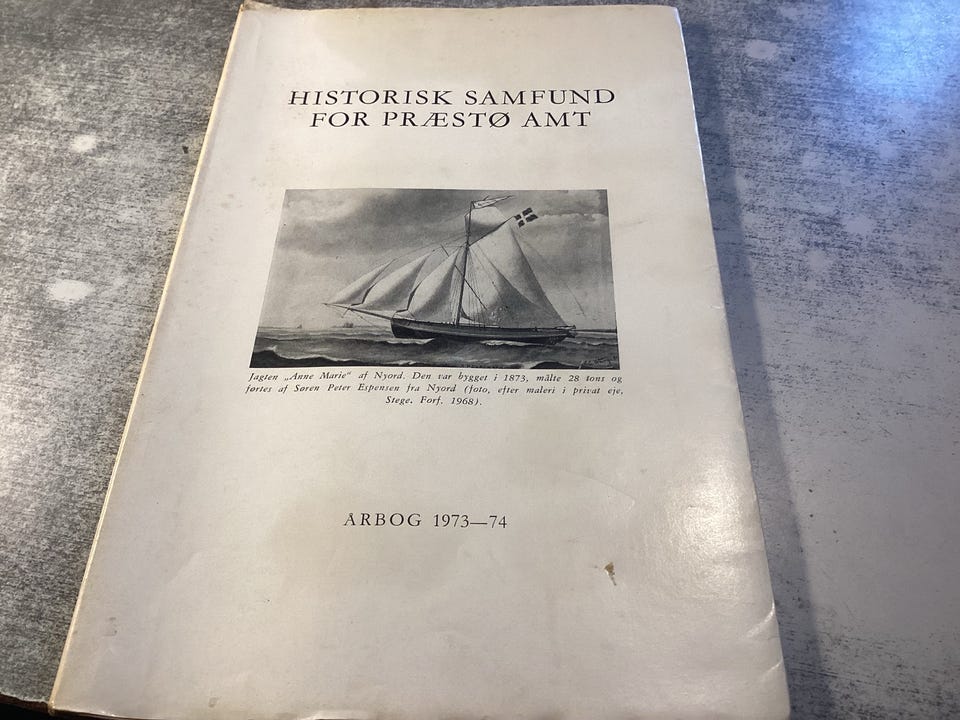 HISTORISK SAMFUND
FOR PRÆSTØ AMT
Jagten „Anne Marie“ af Nyord. Den var bygget i 1873, målte 28 tons og
førtes af Søren Peter Espensen fra Nyord (foto, efter maleri i privat eje,
Stege. Forf. 1968).
ÅRBOG 1973—74